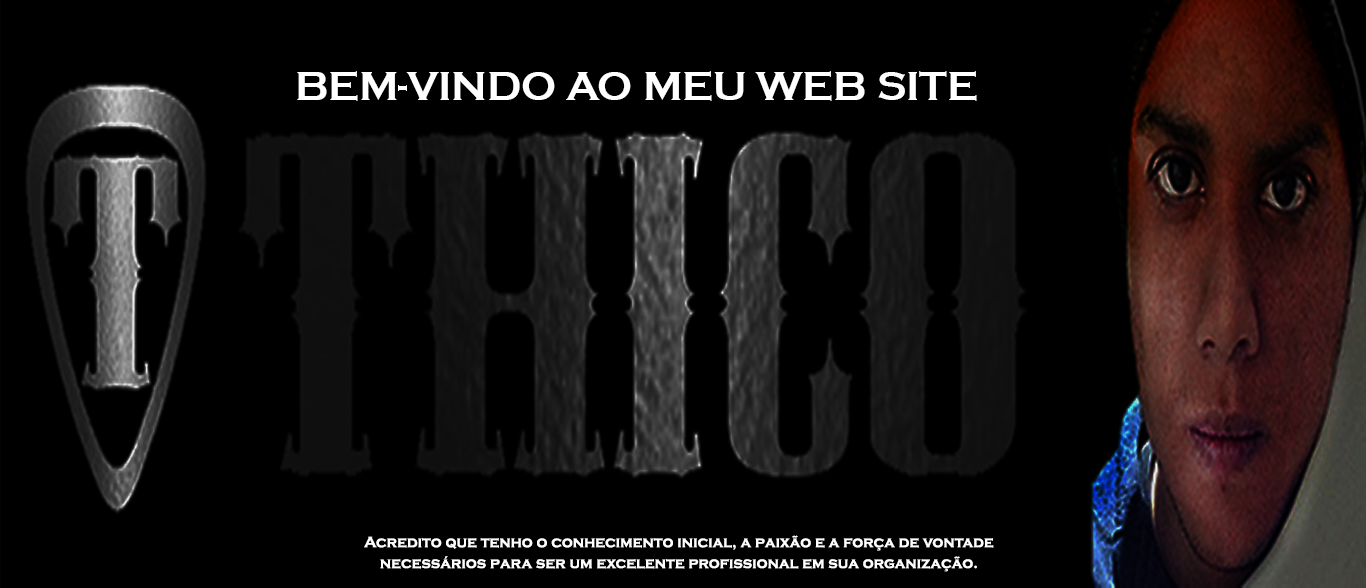 BEM-VINDO AO MEU WEB SITE
T
THICO
ACREDITO QUE TENHO O CONHECIMENTO INICIAL, A PAIXÃO E A FORÇA DE VONTADE
NECESSÁRIOS PARA SER UM EXCELENTE PROFISSIONAL EM SUA ORGANIZAÇÃO.